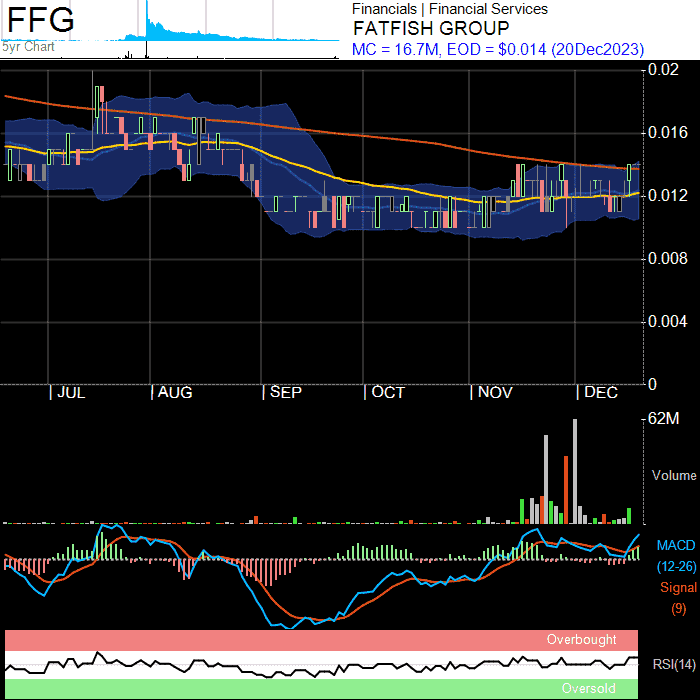 FFG
5yr Chart
Financials | Financial Services
FATFISH GROUP
MC = 16.7M, EOD = $0.014 (20Dec2023)
0.02
0.016
0.012
0.008
0.004
0
| JUL | AUG | SEP | OCT | NOV | DEC
62M
Volume
MACD
(12-26)
Signal
(9)
Overbought
RSI(14)
Oversold